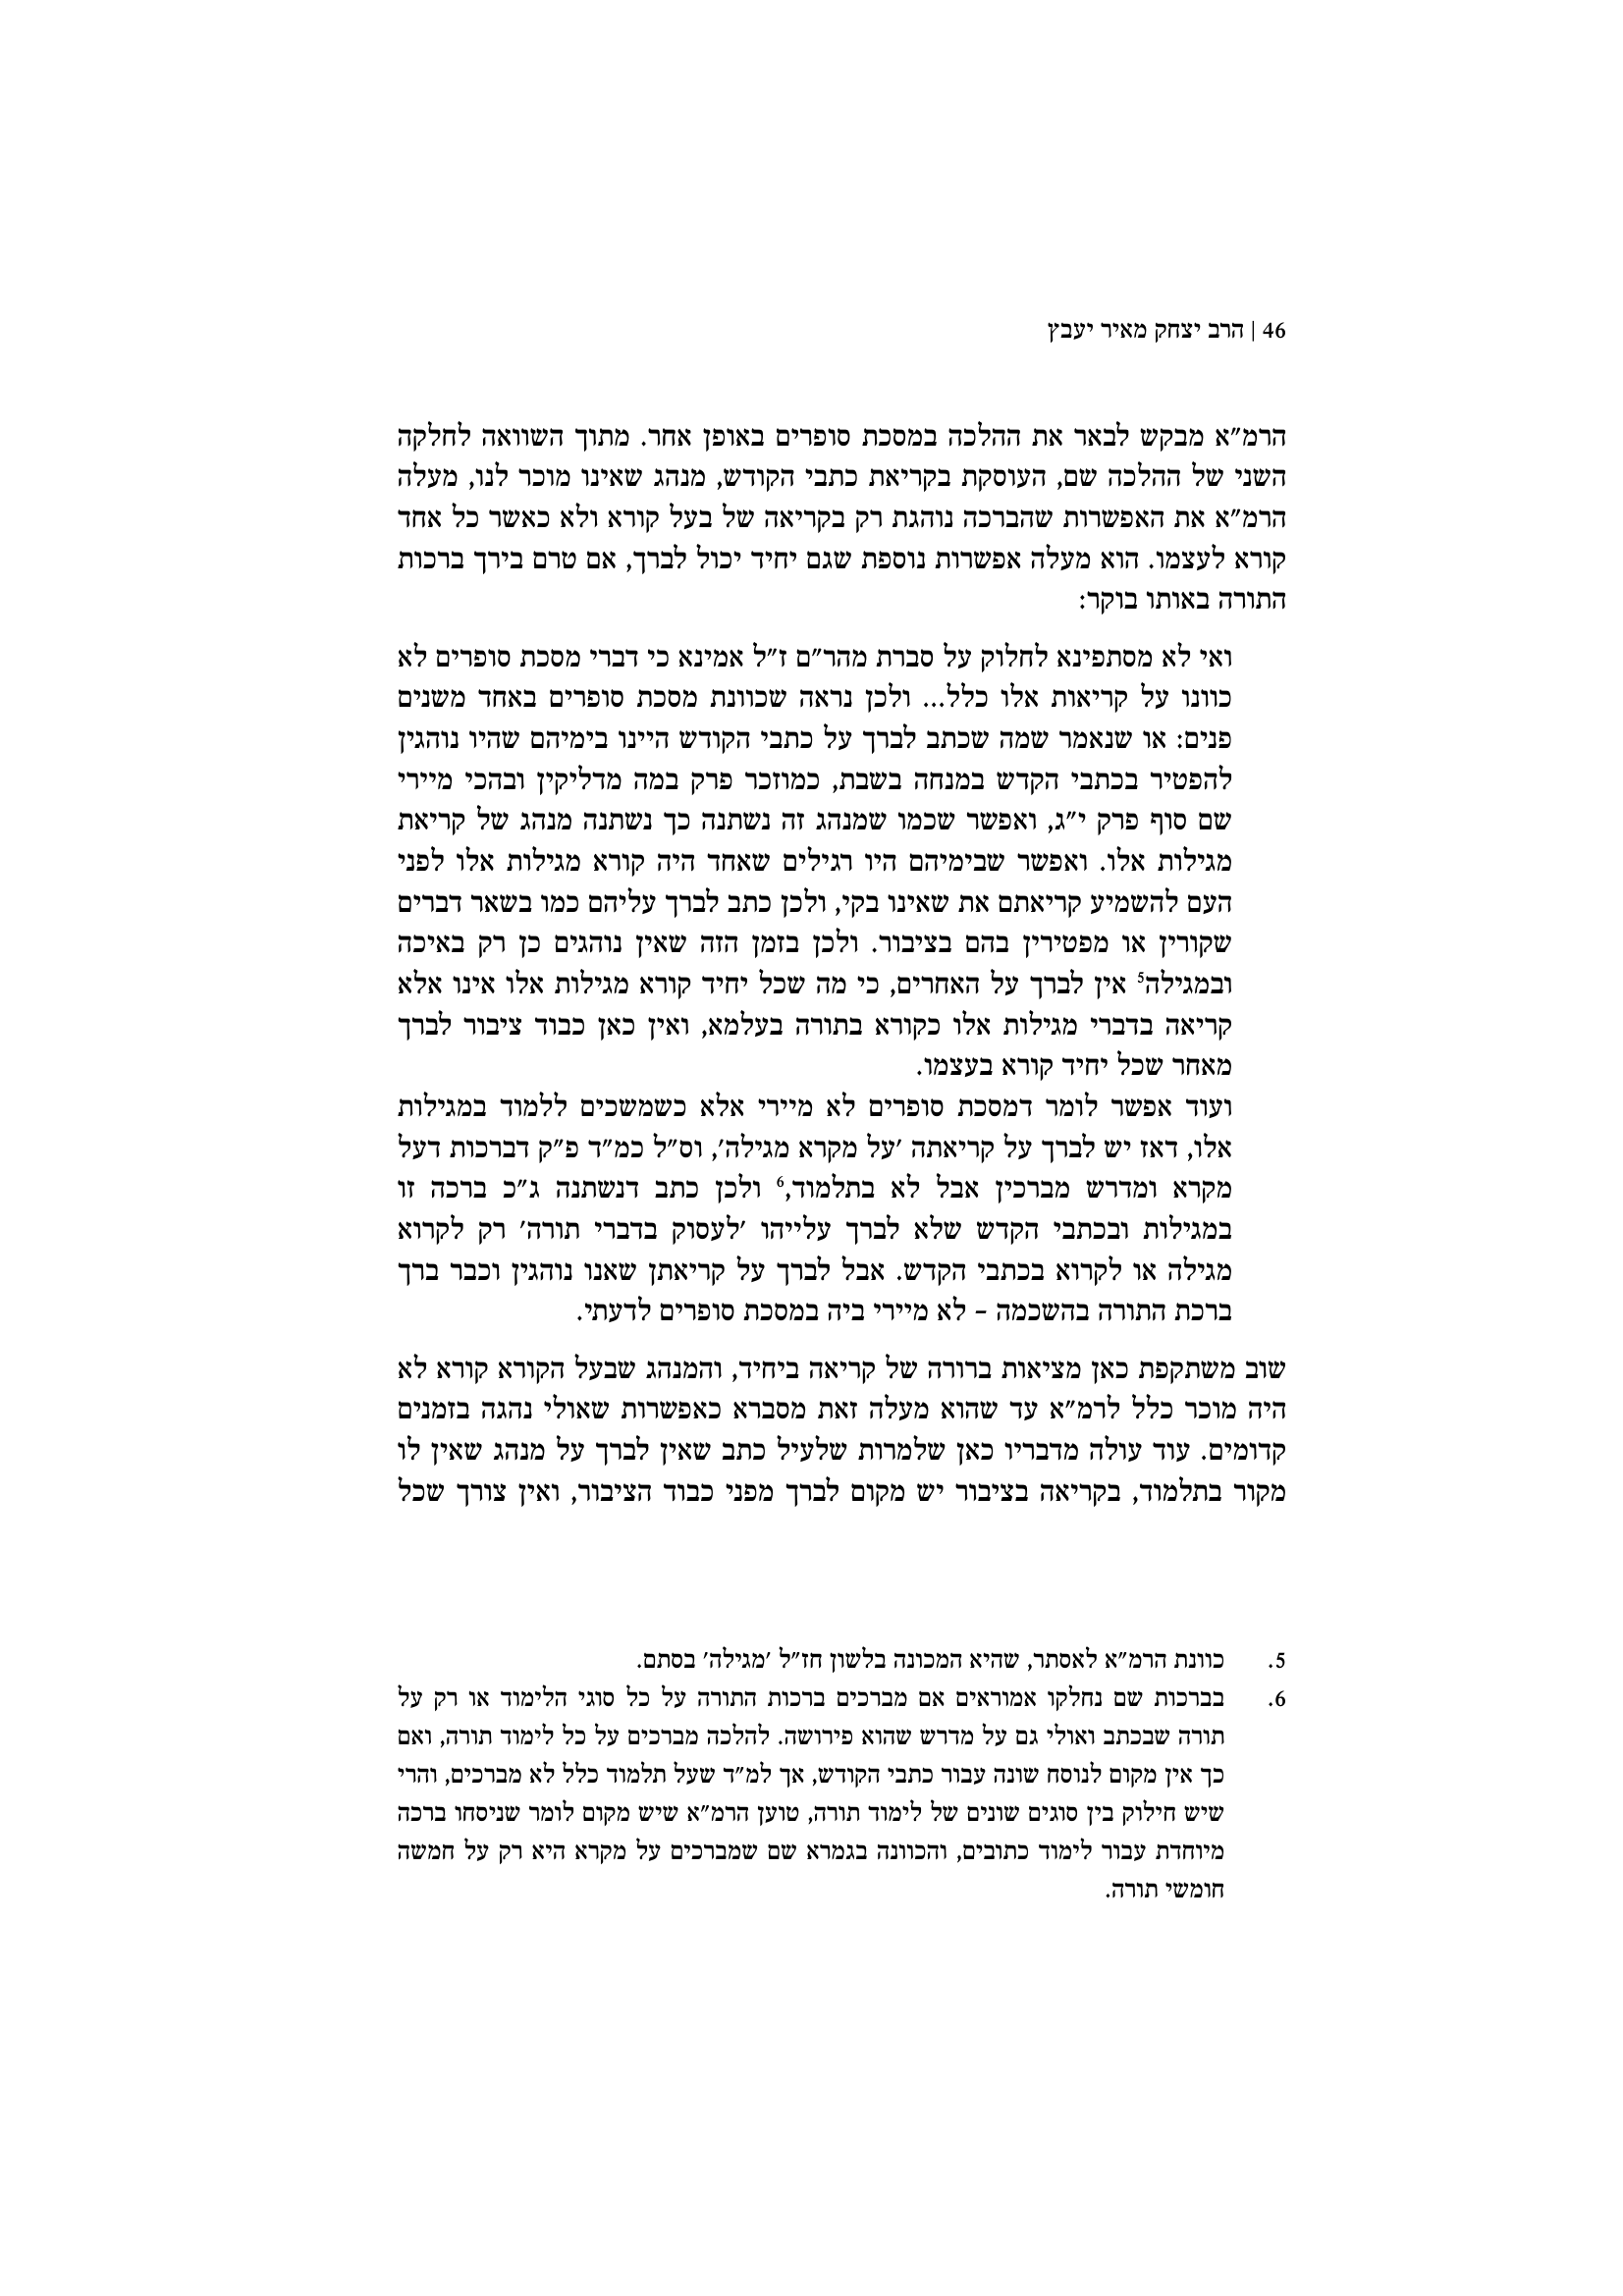 46 | הרב יצחק מאיר יעבץ
הרמ״א מבקש לבאר את ההלכה במסכת סופרים באופן אחר. מתוך השוואה לחלקה
השני של ההלכה שם, העוסקת בקריאת כתבי הקודש, מנהג שאינו מוכר לנו, מעלה
הרמ״א את האפשרות שהברכה נוהגת רק בקריאה של בעל קורא ולא כאשר כל אחד
קורא לעצמו. הוא מעלה אפשרות נוספת שגם יחיד יכול לברך, אם טרם בירך ברכות
התורה באותו בוקר:
ואי לא מסתפינא לחלוק על סברת מהר״ם ז״ל אמינא כי דברי מסכת סופרים לא
כוונו על קריאות אלו כלל... ולכן נראה שכוונת מסכת סופרים באחד משנים
פנים: או שנאמר שמה שכתב לברך על כתבי הקודש היינו בימיהם שהיו נוהגין
להפטיר בכתבי הקדש במנחה בשבת, כמוזכר פרק במה מדליקין ובהכי מיירי
שם סוף פרק י״ג, ואפשר שכמו שמנהג זה נשתנה כך נשתנה מנהג של קריאת
מגילות אלו. ואפשר שבימיהם היו רגילים שאחד היה קורא מגילות אלו לפני
העם להשמיע קריאתם את שאינו בקי, ולכן כתב לברך עליהם כמו בשאר דברים
שקורין או מפטירין בהם בציבור. ולכן בזמן הזה שאין נוהגים כן רק באיכה
ובמגילה⁵ אין לברך על האחרים, כי מה שכל יחיד קורא מגילות אלו אינו אלא
קריאה בדברי מגילות אלו כקורא בתורה בעלמא, ואין כאן כבוד ציבור לברך
מאחר שכל יחיד קורא בעצמו.
ועוד אפשר לומר דמסכת סופרים לא מיירי אלא כשמשכים ללמוד במגילות
אלו, דאז יש לברך על קריאתה ׳על מקרא מגילה׳, וס״ל כמ״ד פ״ק דברכות דעל
מקרא ומדרש מברכין אבל לא בתלמוד,⁶ ולכן כתב דנשתנה ג״כ ברכה זו
במגילות ובכתבי הקדש שלא לברך עלייהו ׳לעסוק בדברי תורה׳ רק לקרוא
מגילה או לקרוא בכתבי הקדש. אבל לברך על קריאתן שאנו נוהגין וכבר ברך
ברכת התורה בהשכמה – לא מיירי ביה במסכת סופרים לדעתי.
שוב משתקפת כאן מציאות ברורה של קריאה ביחיד, והמנהג שבעל הקורא קורא לא
היה מוכר כלל לרמ״א עד שהוא מעלה זאת מסברא כאפשרות שאולי נהגה בזמנים
קדומים. עוד עולה מדבריו כאן שלמרות שלעיל כתב שאין לברך על מנהג שאין לו
מקור בתלמוד, בקריאה בציבור יש מקום לברך מפני כבוד הציבור, ואין צורך שכל
5. כוונת הרמ״א לאסתר, שהיא המכונה בלשון חז״ל ׳מגילה׳ בסתם.
6. בברכות שם נחלקו אמוראים אם מברכים ברכות התורה על כל סוגי הלימוד או רק על
תורה שבכתב ואולי גם על מדרש שהוא פירושה. להלכה מברכים על כל לימוד תורה, ואם
כך אין מקום לנוסח שונה עבור כתבי הקודש, אך למ״ד שעל תלמוד כלל לא מברכים, והרי
שיש חילוק בין סוגים שונים של לימוד תורה, טוען הרמ״א שיש מקום לומר שניסחו ברכה
מיוחדת עבור לימוד כתובים, והכוונה בגמרא שם שמברכים על מקרא היא רק על חמשה
חומשי תורה.